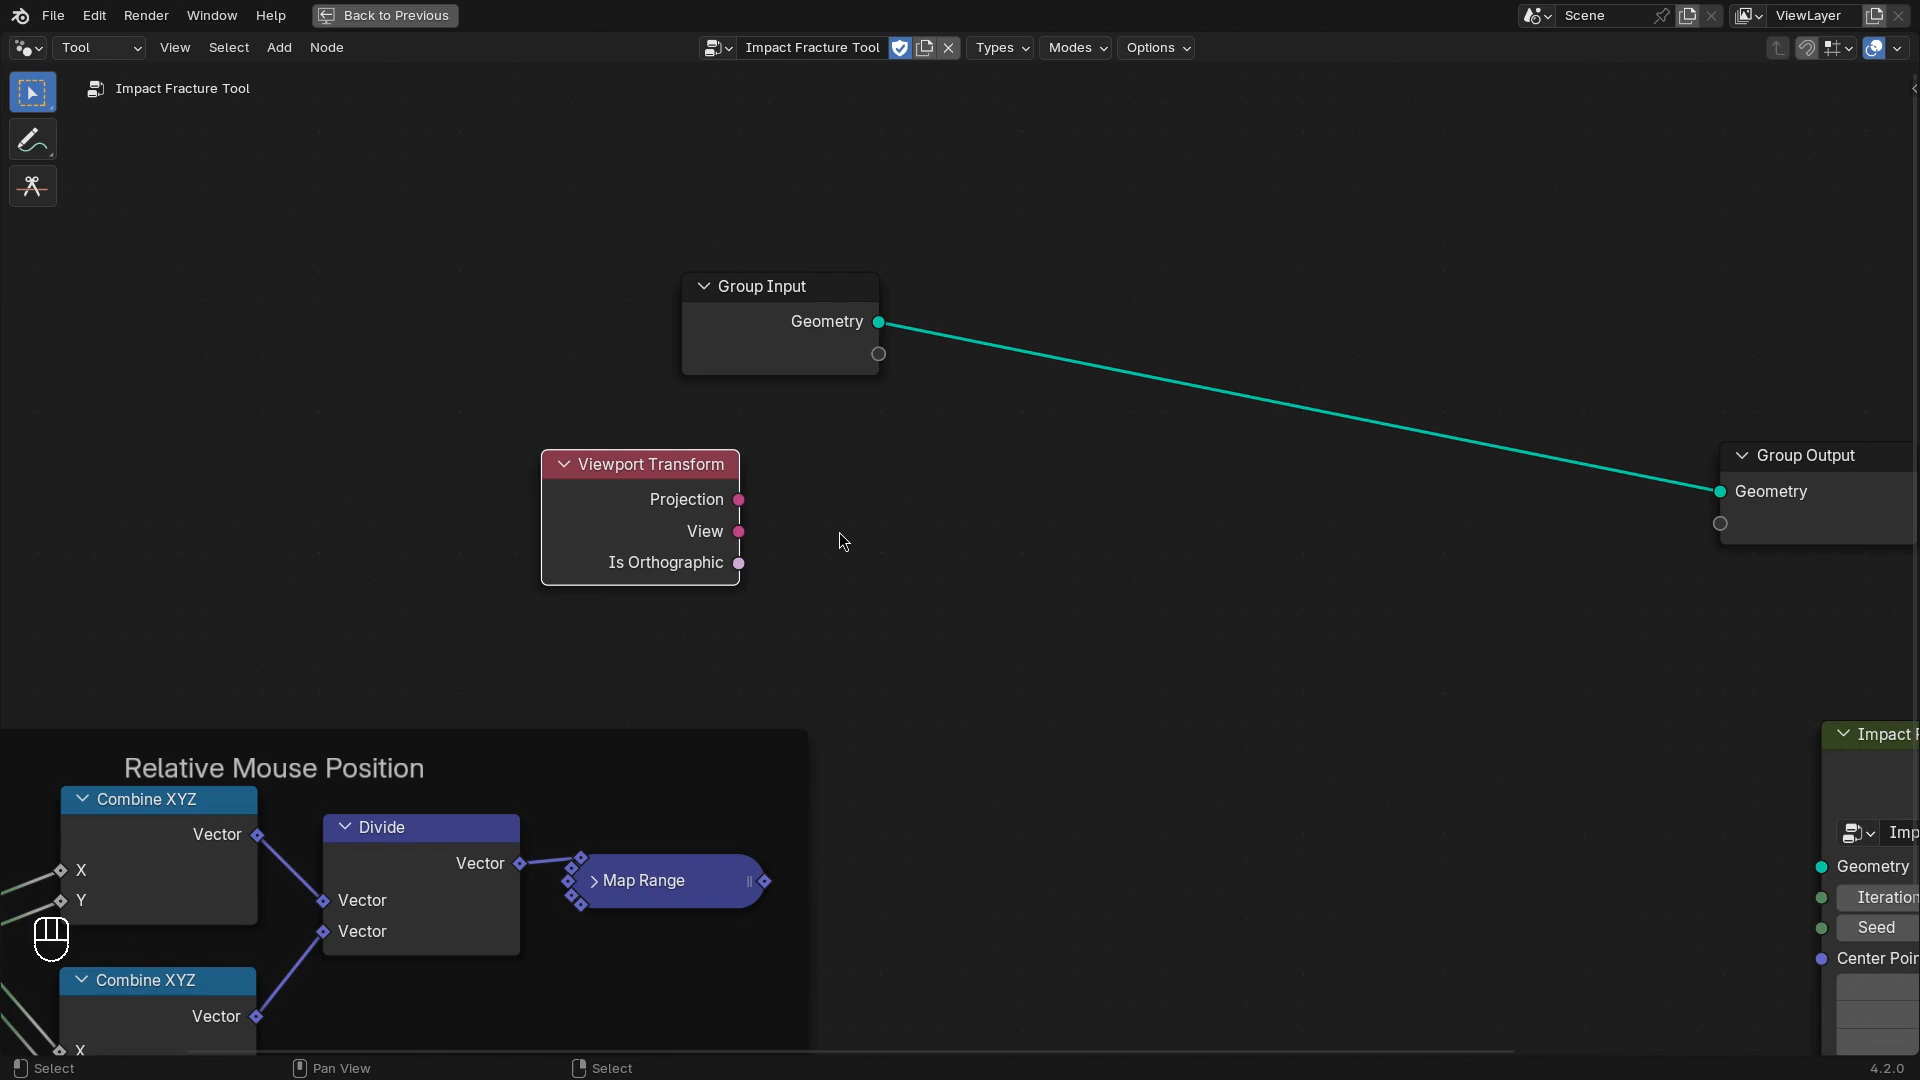 File Edit Render Window Help Back to Previous Scene ViewLayer
Tool View Select Add Node Impact Fracture Tool Types Modes Options
Impact Fracture Tool
Group Input
Geometry
Viewport Transform
Projection
View
Is Orthographic
Group Output
Geometry
Relative Mouse Position
Combine XYZ
Vector
X
Y
Divide
Vector
Vector
Vector
Map Range
Combine XYZ
Vector
X
Impact F
Imp
Geometry
Iteration
Seed
Center Poin
Select Pan View Select 4.2.0